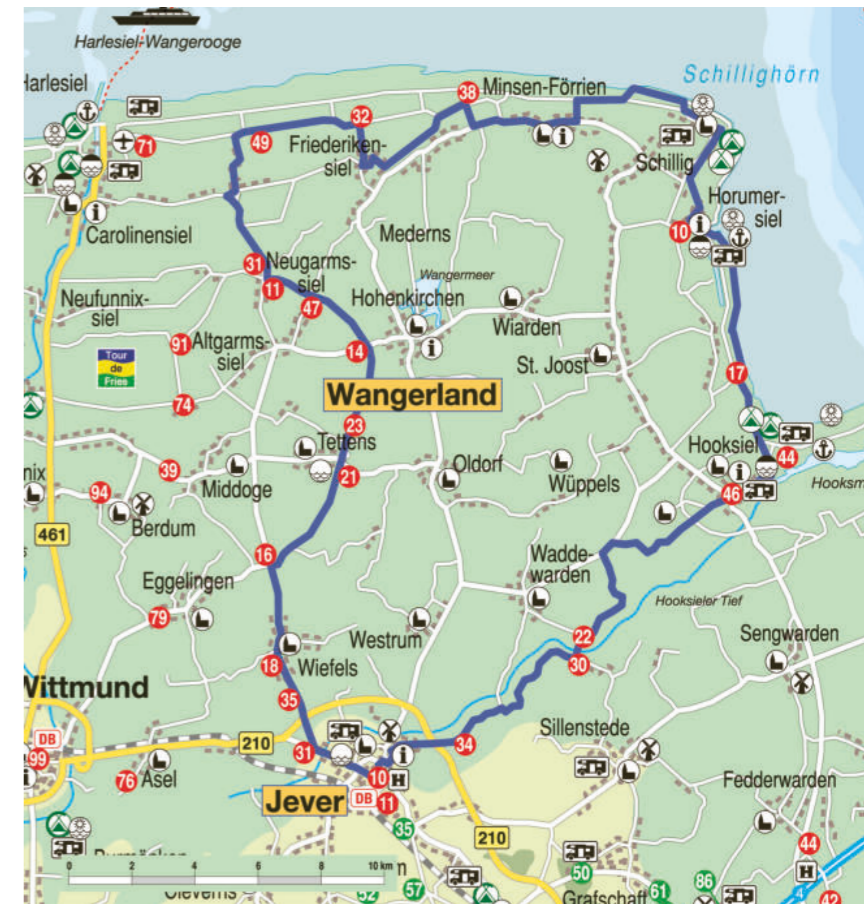 Harlesiel-Wangerooge
Schillighörn
Minsen-Förrien
38
32
Harlesiel
71
49
Friederiken-
siel
Schillig
Horumer-
siel
10
Carolinensiel
Mederns
31
Neugarms-
siel
11
Wangermeer
Neufunnix-
siel
47
Hohenkirchen
Wiarden
91
Altgarms-
siel
14
St. Joost
Tour
de
Fries
17
Wangerland
74
23
Tettens
Hooksiel
44
39
Middoge
21
Oldorf
Wüppels
94
46
Berdum
461
16
Wadde-
warden
Eggelingen
Hooksieler Tief
79
Westrum
22
Sengwarden
18
Wiefels
30
35
Wittmund
Sillenstede
DB
210
31
34
99
76
Asel
10
H
Fedderwarden
Jever
DB
11
35
210
44
0 2 4 6 8 10 km
50
H
52
57
Grafschaft
61
86
4
42